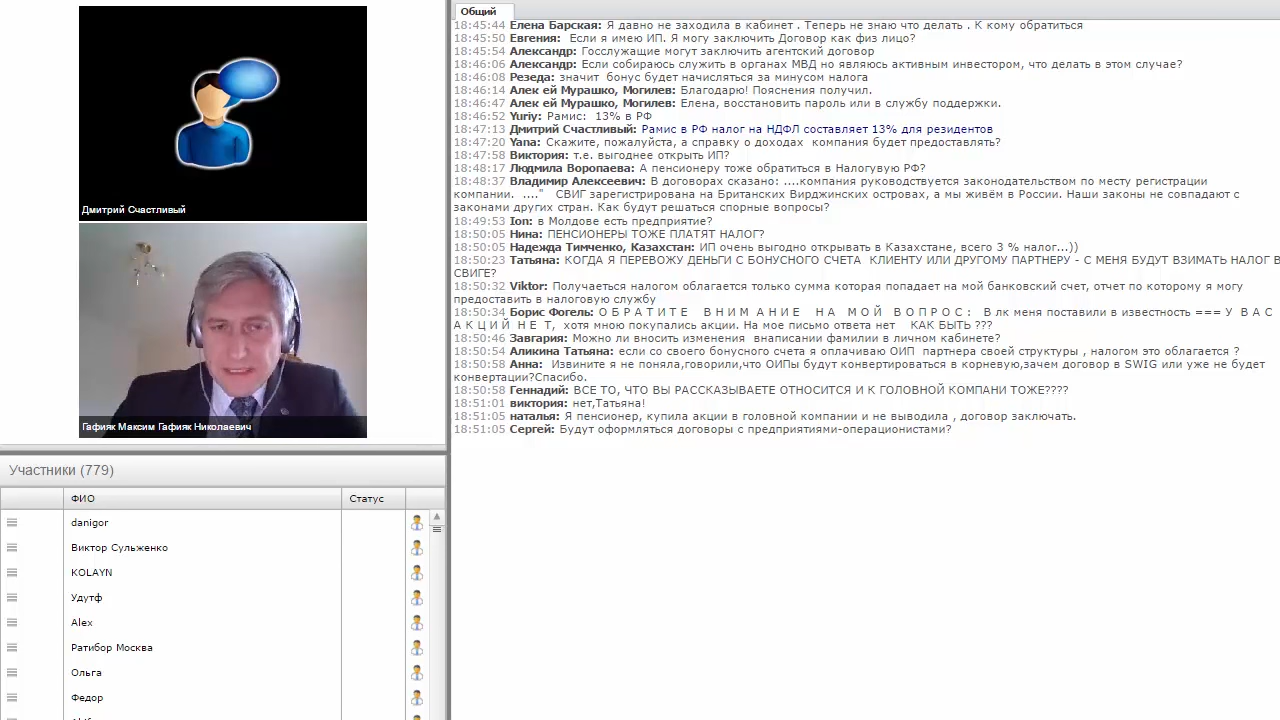 Дмитрий Счастливый
Гафияк Максим Гафияк Николаевич
Участники (779)
ФИО
Статус
danigor
Виктор Сульженко
KOLAYN
Удутф
Alex
Ратибор Москва
Ольга
Федор
Общий
18:45:44 Елена Барская: Я давно не заходила в кабинет . Теперь не знаю что делать . К кому обратиться
18:45:50 Евгения: Если я имею ИП. Я могу заключить Договор как физ лицо?
18:45:54 Александр: Госслужащие могут заключить агентский договор
18:46:06 Александр: Если собираюсь служить в органах МВД но являюсь активным инвестором, что делать в этом случае?
18:46:08 Резеда: значит бонус будет начисляться за минусом налога
18:46:14 Алек ей Мурашко, Могилев: Благодарю! Пояснения получил.
18:46:47 Алек ей Мурашко, Могилев: Елена, восстановить пароль или в службу поддержки.
18:46:52 Yuriy: Рамис: 13% в РФ
18:47:13 Дмитрий Счастливый: Рамис в РФ налог на НДФЛ составляет 13% для резидентов
18:47:20 Yana: Скажите, пожалуйста, а справку о доходах компания будет предоставлять?
18:47:58 Виктория: т.е. выгоднее открыть ИП?
18:48:17 Людмила Воропаева: А пенсионеру тоже обратиться в Налогувую РФ?
18:48:37 Владимир Алексеевич: В договорах сказано: ....компания руководствуется законодательством по месту регистрации
компании. ...." СВИГ зарегистрирована на Британских Вирджинских островах, а мы живём в России. Наши законы не совпадают с
законами других стран. Как будут решаться спорные вопросы?
18:49:53 Ion: в Молдове есть предприятие?
18:50:05 Нина: ПЕНСИОНЕРЫ ТОЖЕ ПЛАТЯТ НАЛОГ?
18:50:05 Надежда Тимченко, Казахстан: ИП очень выгодно открывать в Казахстане, всего 3 % налог...))
18:50:23 Татьяна: КОГДА Я ПЕРЕВОЖУ ДЕНЬГИ С БОНУСНОГО СЧЕТА КЛИЕНТУ ИЛИ ДРУГОМУ ПАРТНЕРУ - С МЕНЯ БУДУТ ВЗИМАТЬ НАЛОГ В
СВИГЕ?
18:50:32 Viktor: Получаеться налогом облагается только сумма которая попадает на мой банковский счет, отчет по которому я могу
предоставить в налоговую службу
18:50:34 Борис Фогель: О Б Р А Т И Т Е В Н И М АНИЕ НА МОЙ ВОПРОС: В лк меня поставили в известность === У В А С
А К Ц И Й Н Е Т, хотя мною покупались акции. На мое письмо ответа нет КАК БЫТЬ ???
18:50:46 Завгария: Можно ли вносить изменения внаписании фамилии в личном кабинете?
18:50:54 Аликина Татьяна: если со своего бонусного счета я оплачиваю ОИП партнера своей структуры , налогом это облагается ?
18:50:58 Анна: Извините я не поняла,говорили,что ОИПы будут конвертироваться в корневую,зачем договор в SWIG или уже не будет
конвертации?Спасибо.
18:50:58 Геннадий: ВСЕ ТО, ЧТО ВЫ РАССКАЗЫВАЕТЕ ОТНОСИТСЯ И К ГОЛОВНОЙ КОМПАНИ ТОЖЕ????
18:51:01 виктория: нет,Татьяна!
18:51:05 наталья: Я пенсионер, купила акции в головной компании и не выводила , договор заключать.
18:51:05 Сергей: Будут оформляться договоры с предприятиями-операционистами?